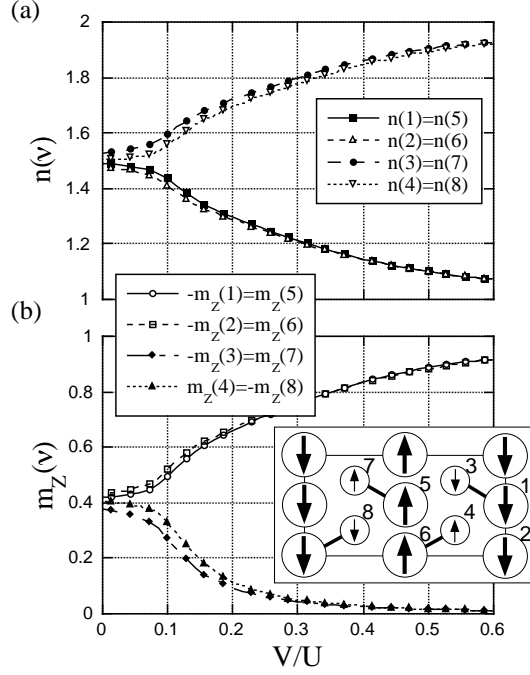 (a)
2
1.8
1.6
1.4
1.2
1
n(ν)
n(1)=n(5)
n(2)=n(6)
n(3)=n(7)
n(4)=n(8)
(b)
-m_Z(1)=m_Z(5)
-m_Z(2)=m_Z(6)
-m_Z(3)=m_Z(7)
m_Z(4)=-m_Z(8)
1
0.8
0.6
0.4
0.2
0
m_Z(ν)
7 3
5 1
8 4
6 2
0 0.1 0.2 0.3 0.4 0.5 0.6
V/U